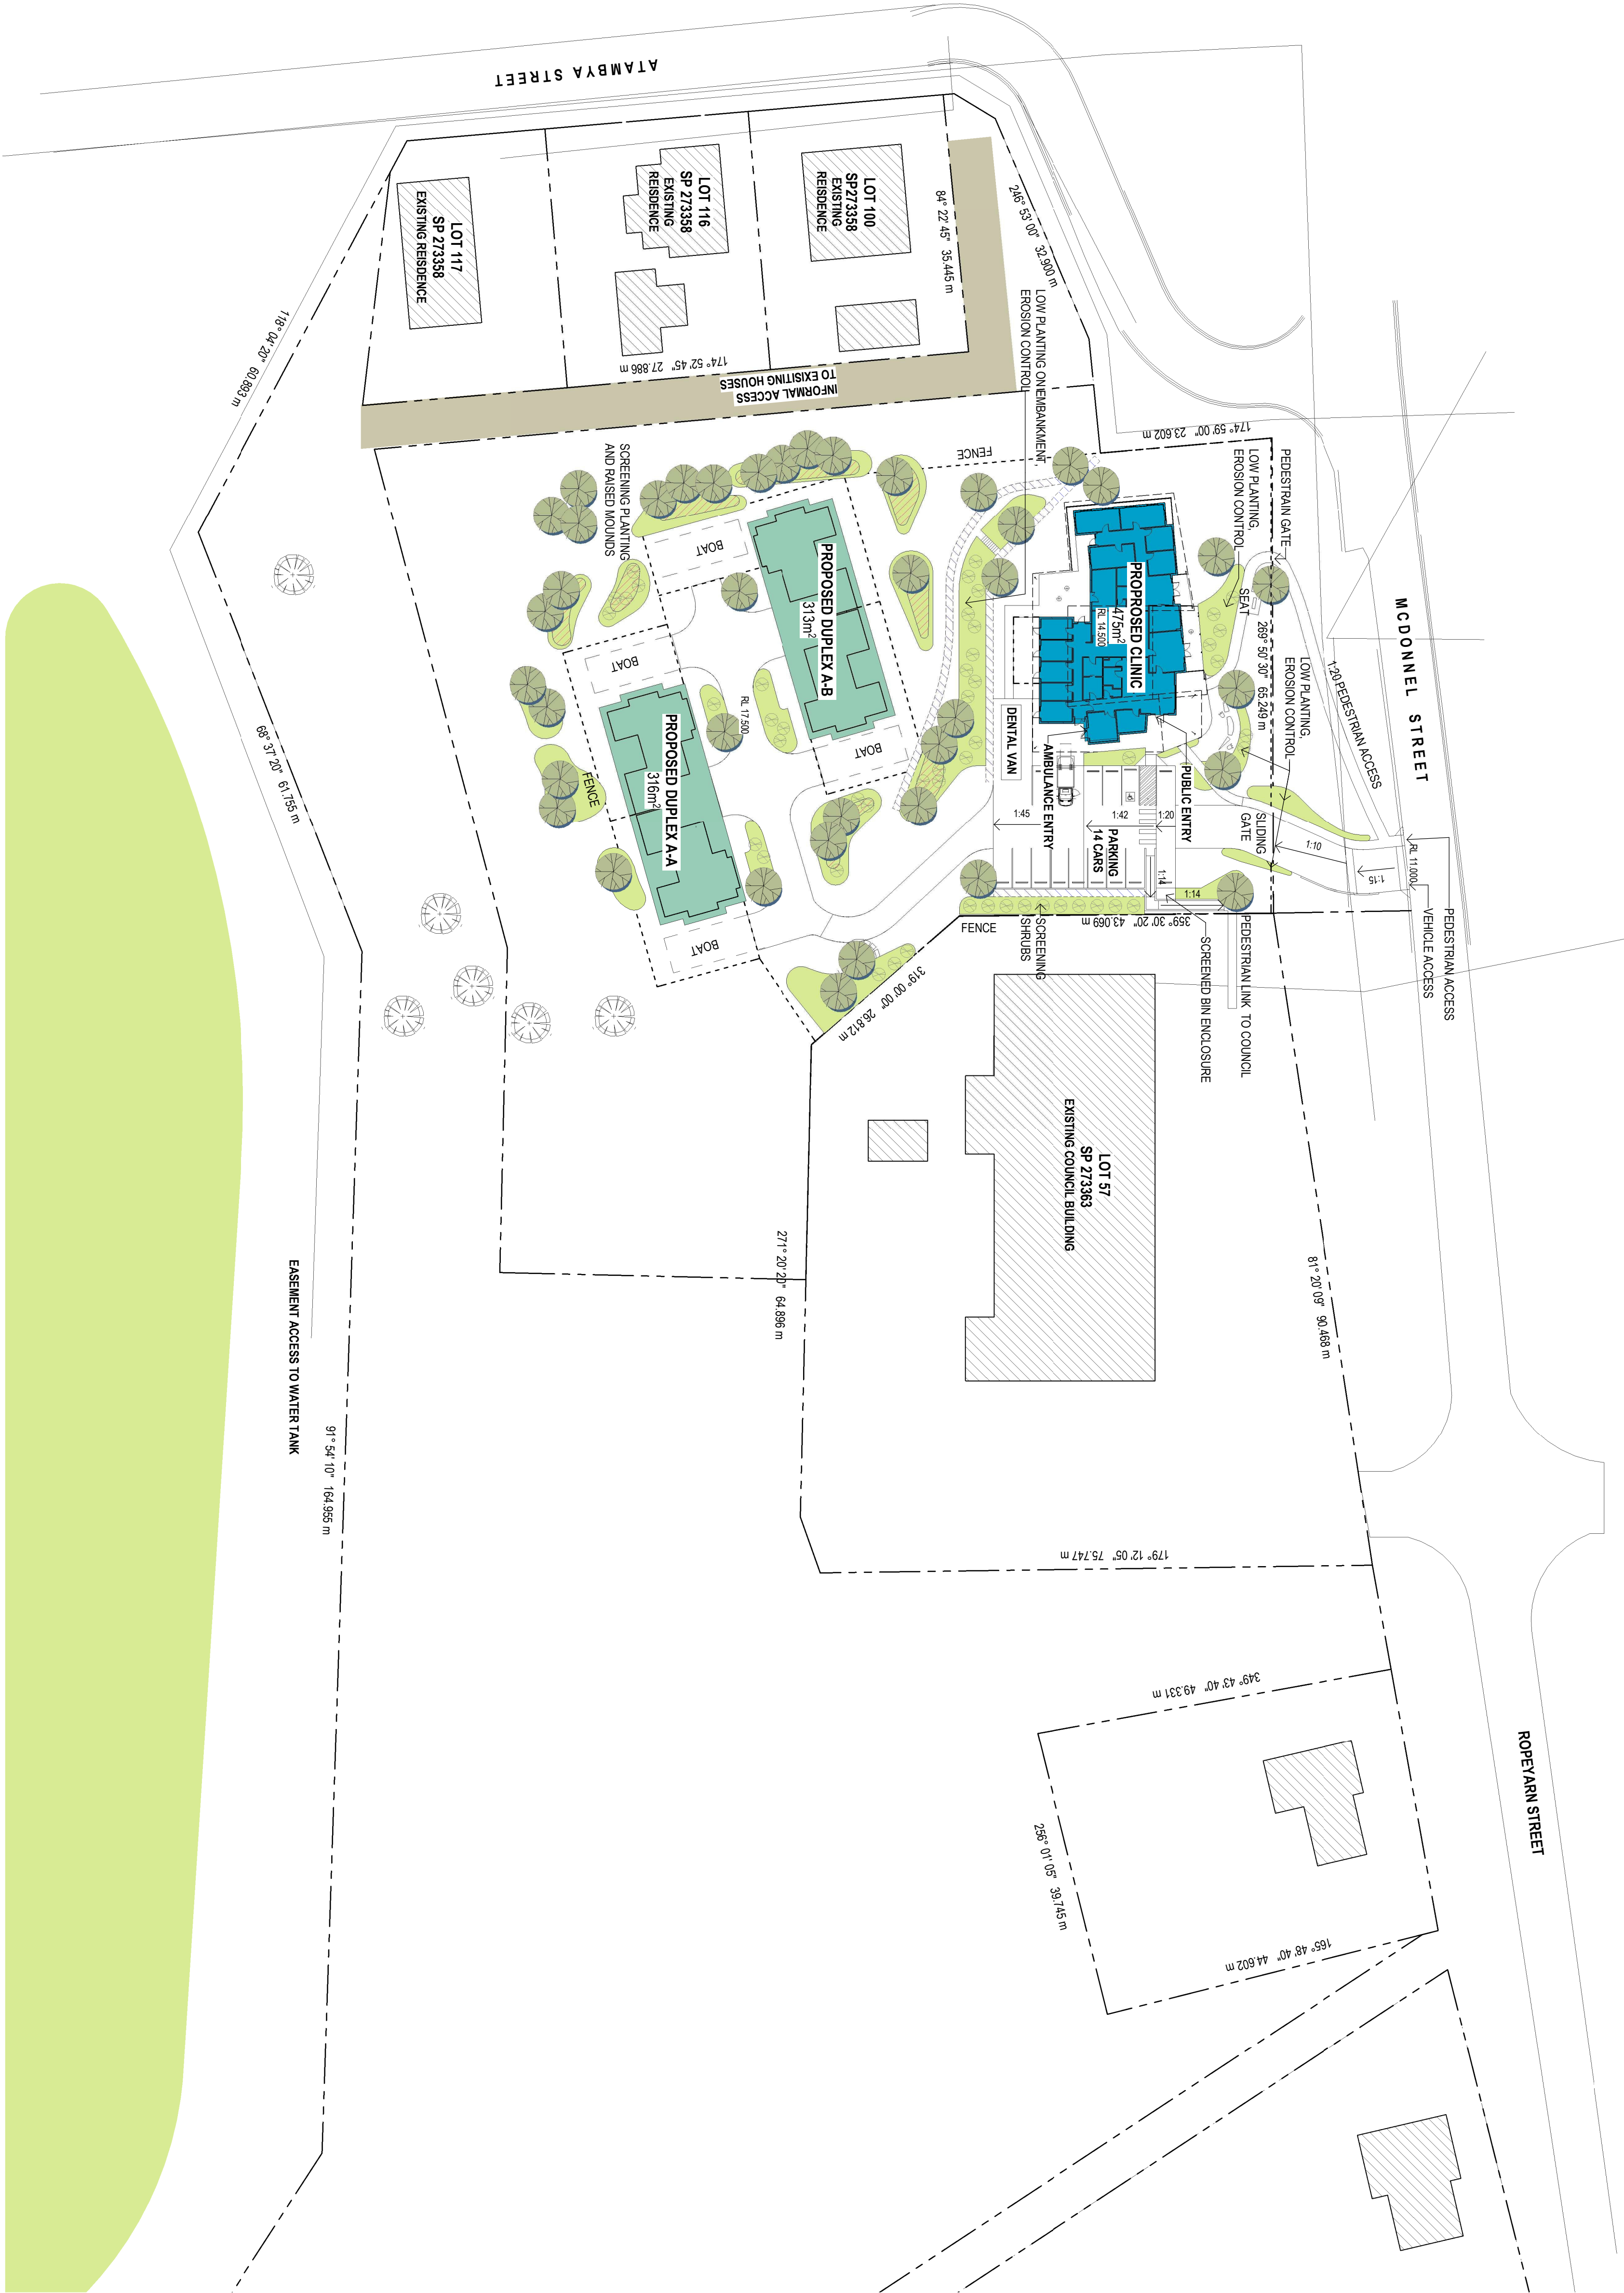 ATAMBYA STREET
LOT 117
SP 273358
EXISTING REISDENCE
LOT 116
SP 273358
EXISTING
REISDENCE
LOT 100
SP273358
EXISTING
REISDENCE
84° 22' 45"   35.445 m
246° 53' 00"   32.900 m
174° 52' 45"   27.886 m
INFORMAL ACCESS
TO EXISITING HOUSES
118° 04' 20"   60.893 m
68° 37' 20"   61.755 m
LOW PLANTING ON EMBANKMENT,
EROSION CONTROL
174° 59' 00"   23.602 m
FENCE
SCREENING PLANTING
AND RAISED MOUNDS
PEDESTRAIN GATE
LOW PLANTING,
EROSION CONTROL
SEAT
269° 50' 30"   65.249 m
LOW PLANTING,
EROSION CONTROL
1:20 PEDESTRIAN ACCESS
MCDONNEL STREET
PROPROSED CLINIC
475m²
RL 14.500
PROPOSED DUPLEX A-B
313m²
BOAT
BOAT
RL 17.500
PROPOSED DUPLEX A-A
316m²
BOAT
BOAT
FENCE
DENTAL VAN
AMBULANCE ENTRY
PUBLIC ENTRY
PARKING
14 CARS
1:45
1:42
1:20
1:14
1:14
SLIDING
GATE
1:10
1:15
RL 11.000
PEDESTRIAN ACCESS
VEHICLE ACCESS
PEDESTRIAN LINK  TO COUNCIL
SCREENED BIN ENCLOSURE
359° 30' 20"   43.069 m
SCREENING
SHRUBS
FENCE
319° 00' 00"   26.812 m
LOT 57
SP 273363
EXISTING COUNCIL BUILDING
271° 20' 20"   64.896 m
81° 20' 09"   90.468 m
179° 12' 05"   75.747 m
EASEMENT ACCESS TO WATER TANK
91° 54' 10"   164.955 m
349° 43' 40"   49.331 m
256° 01' 05"   39.745 m
165° 48' 40"   44.602 m
ROPEYARN STREET